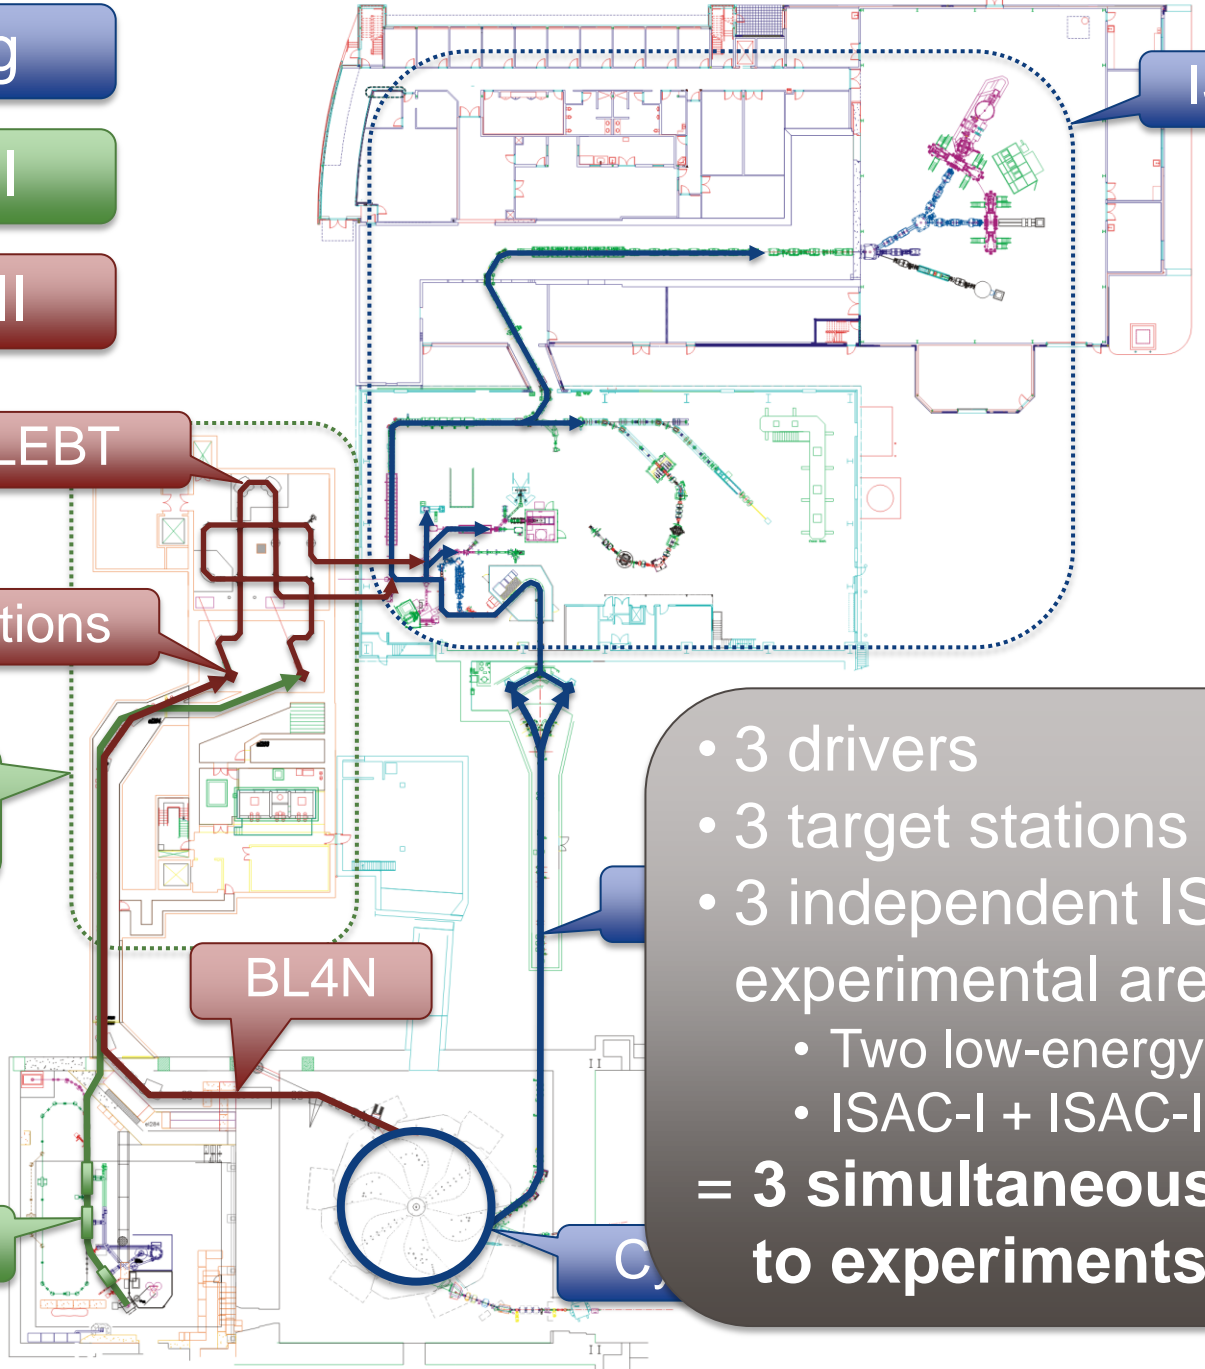 g
I
IS
II
LEBT
tions
• 3 drivers
• 3 target stations
• 3 independent IS
experimental are
• Two low-energy
• ISAC-I + ISAC-I
= 3 simultaneous
to experiments
BL4N
Cy